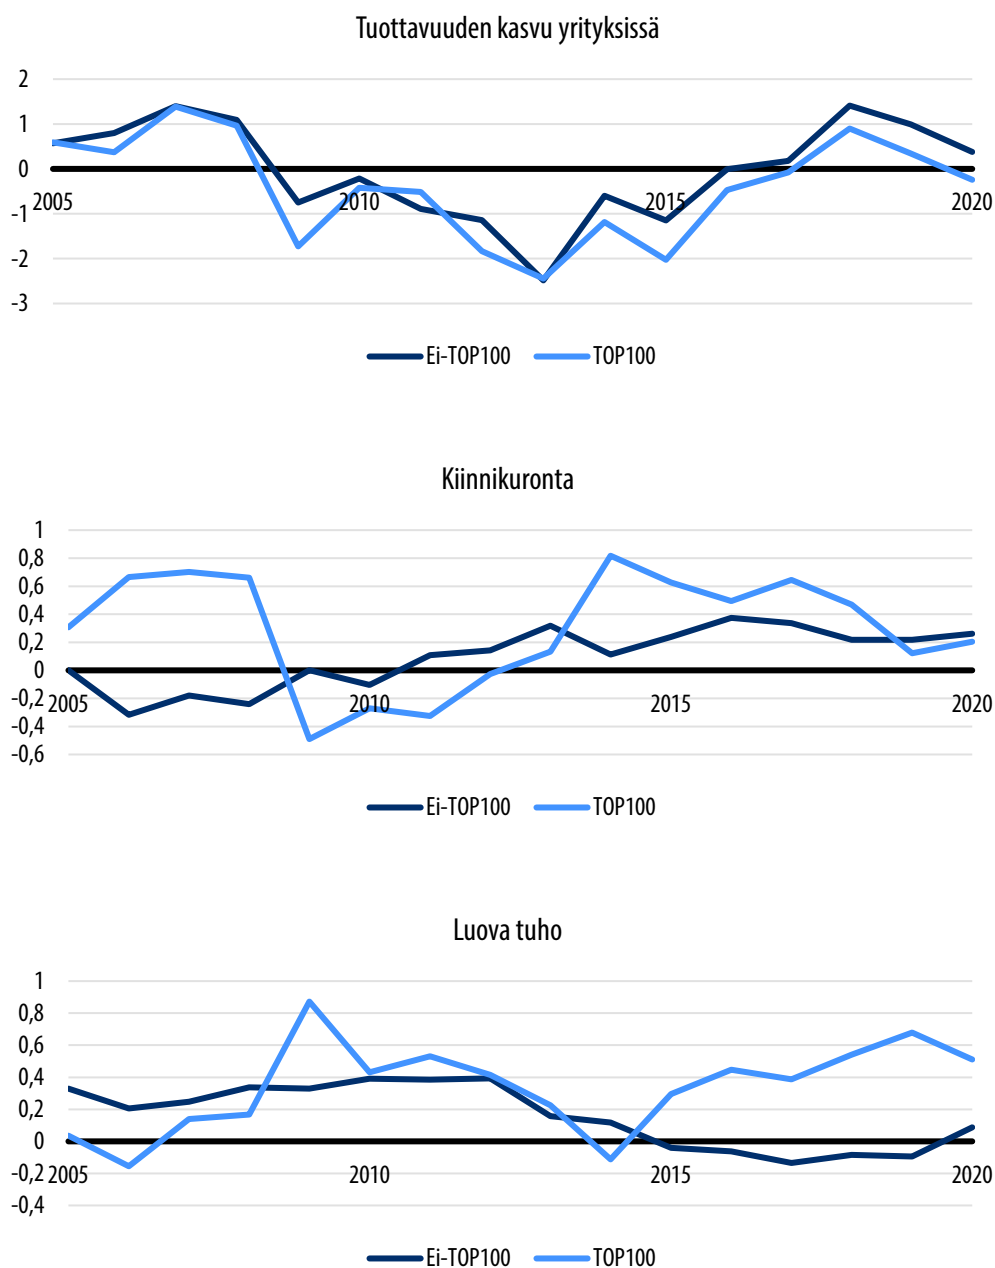 Tuottavuuden kasvu yrityksissä
2
1
0
2005 2010 2015 2020
-1
-2
-3
Ei-TOP100 TOP100
Kiinnikuronta
1
0,8
0,6
0,4
0,2
0
-0,2
2005 2010 2015 2020
-0,4
-0,6
Ei-TOP100 TOP100
Luova tuho
1
0,8
0,6
0,4
0,2
0
-0,2 2005 2010 2015 2020
-0,4
Ei-TOP100 TOP100